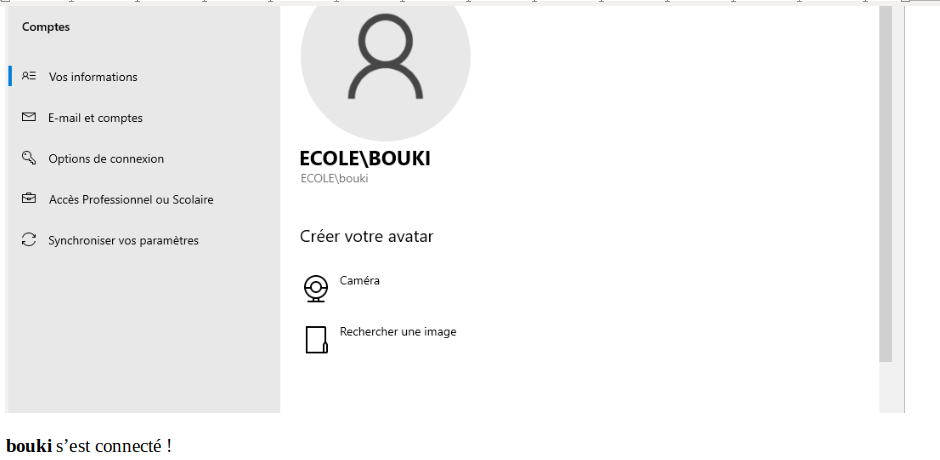 Comptes
Vos informations
E-mail et comptes
Options de connexion
Accès Professionnel ou Scolaire
Synchroniser vos paramètres
ECOLE\BOUKI
ECOLE\bouki
Créer votre avatar
Caméra
Rechercher une image
bouki s’est connecté !